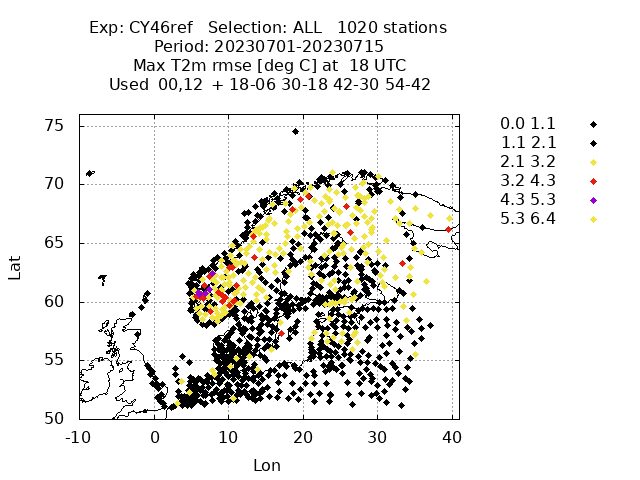 Exp: CY46ref   Selection: ALL   1020 stations
Period: 20230701-20230715
Max T2m rmse [deg C] at  18 UTC
Used  00,12  + 18-06 30-18 42-30 54-42
0.0 1.1
1.1 2.1
2.1 3.2
3.2 4.3
4.3 5.3
5.3 6.4
75
70
65
60
55
50
Lat
-10 0 10 20 30 40
Lon